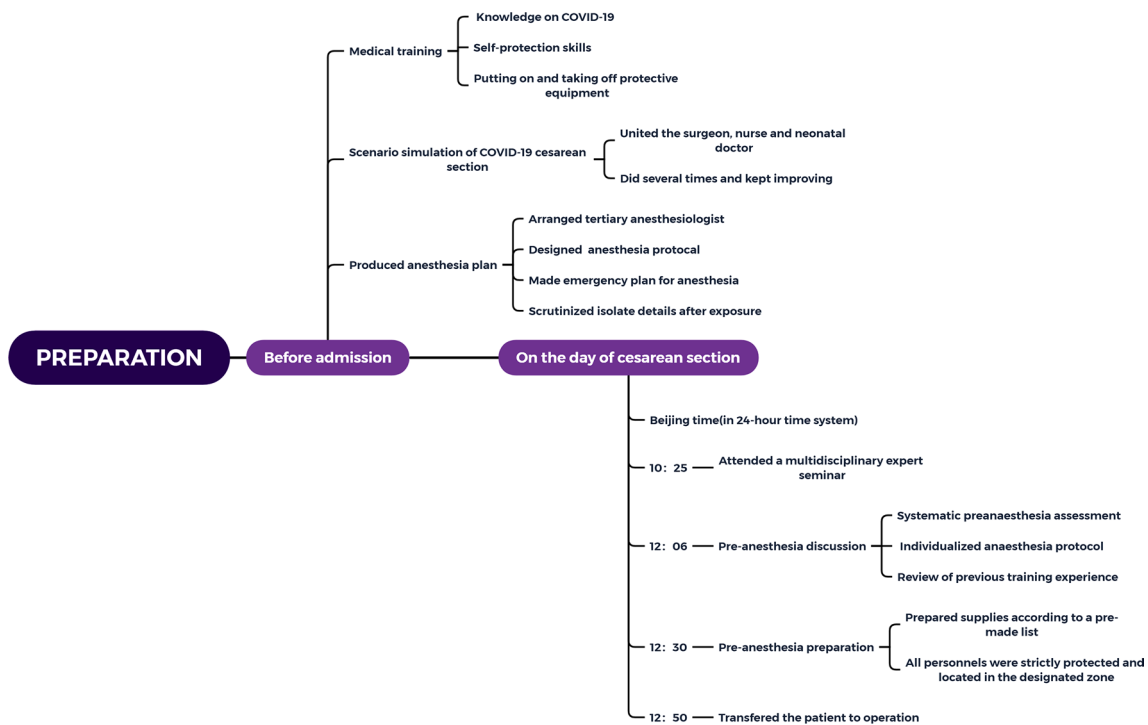 Knowledge on COVID-19
Medical training
Self-protection skills
Putting on and taking off protective
equipment
United the surgeon, nurse and neonatal
doctor
Scenario simulation of COVID-19 cesarean
section
Did several times and kept improving
Arranged tertiary anesthesiologist
Designed anesthesia protocal
Produced anesthesia plan
Made emergency plan for anesthesia
Scrutinized isolate details after exposure
PREPARATION
Before admission
On the day of cesarean section
Beijing time(in 24-hour time system)
10: 25
Attended a multidisciplinary expert
seminar
Systematic preanaesthesia assessment
12: 06
Pre-anesthesia discussion
Individualized anaesthesia protocol
Review of previous training experience
Prepared supplies according to a pre-
made list
12: 30
Pre-anesthesia preparation
All personnels were strictly protected and
located in the designated zone
12: 50
Transfered the patient to operation